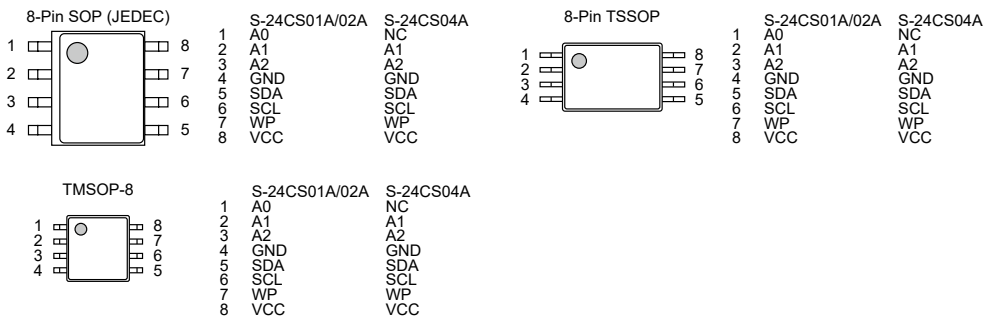 8-Pin SOP (JEDEC)
1 8
2 7
3 6
4 5
S-24CS01A/02A S-24CS04A
1 A0 NC
2 A1 A1
3 A2 A2
4 GND GND
5 SDA SDA
6 SCL SCL
7 WP WP
8 VCC VCC
8-Pin TSSOP
1 8
2 7
3 6
4 5
S-24CS01A/02A S-24CS04A
1 A0 NC
2 A1 A1
3 A2 A2
4 GND GND
5 SDA SDA
6 SCL SCL
7 WP WP
8 VCC VCC
TMSOP-8
1 8
2 7
3 6
4 5
S-24CS01A/02A S-24CS04A
1 A0 NC
2 A1 A1
3 A2 A2
4 GND GND
5 SDA SDA
6 SCL SCL
7 WP WP
8 VCC VCC